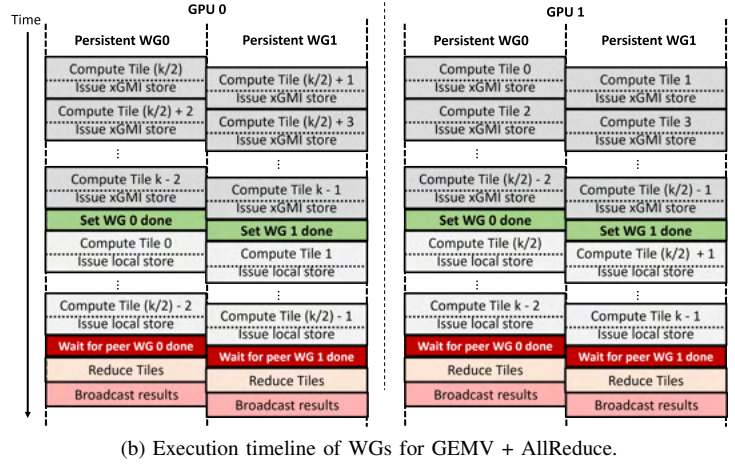 GPU 0
GPU 1
Time
Persistent WG0
Persistent WG1
Persistent WG0
Persistent WG1
Compute Tile (k/2)
Issue xGMI store
Compute Tile (k/2) + 2
Issue xGMI store
⋮
Compute Tile k - 2
Issue xGMI store
Set WG 0 done
Compute Tile 0
Issue local store
⋮
Compute Tile (k/2) - 2
Issue local store
Wait for peer WG 0 done
Reduce Tiles
Broadcast results
Compute Tile (k/2) + 1
Issue xGMI store
Compute Tile (k/2) + 3
Issue xGMI store
⋮
Compute Tile k - 1
Issue xGMI store
Set WG 1 done
Compute Tile 1
Issue local store
⋮
Compute Tile (k/2) - 1
Issue local store
Wait for peer WG 1 done
Reduce Tiles
Broadcast results
Compute Tile 0
Issue xGMI store
Compute Tile 2
Issue xGMI store
⋮
Compute Tile (k/2) - 2
Issue xGMI store
Set WG 0 done
Compute Tile (k/2)
Issue local store
⋮
Compute Tile k - 2
Issue local store
Wait for peer WG 0 done
Reduce Tiles
Broadcast results
Compute Tile 1
Issue xGMI store
Compute Tile 3
Issue xGMI store
⋮
Compute Tile (k/2) - 1
Issue xGMI store
Set WG 1 done
Compute Tile (k/2) + 1
Issue local store
⋮
Compute Tile k - 1
Issue local store
Wait for peer WG 1 done
Reduce Tiles
Broadcast results
(b) Execution timeline of WGs for GEMV + AllReduce.